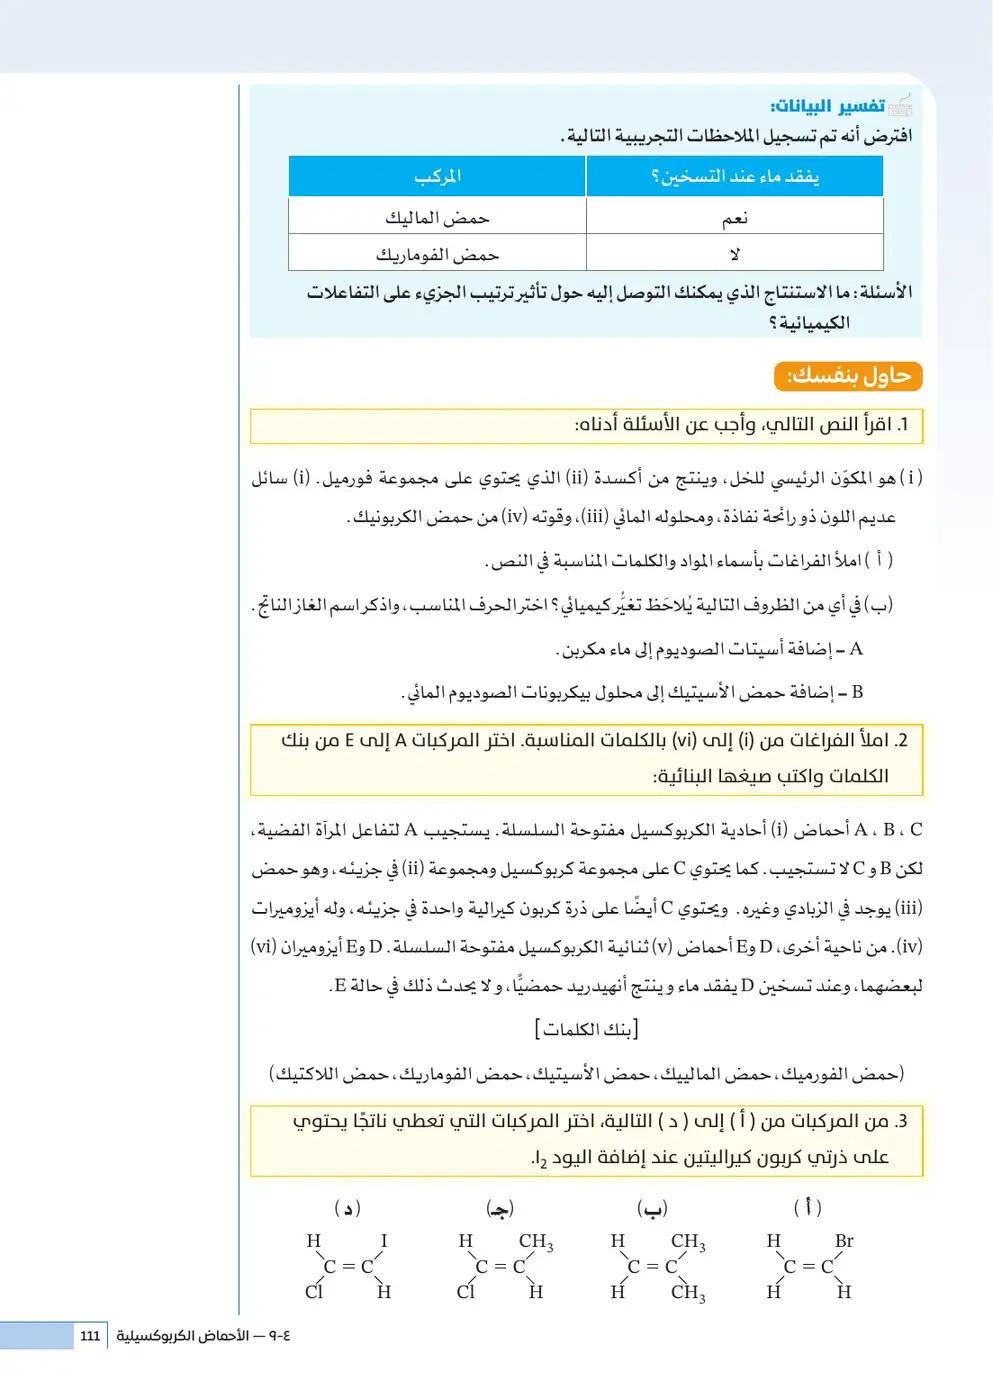 تفسير البيانات:
افترض أنه تم تسجيل الملاحظات التجريبية التالية.
يفقد ماء عند التسخين؟ المركب
نعم حمض الماليك
لا حمض الفوماريك
الأسئلة: ما الاستنتاج الذي يمكنك التوصل إليه حول تأثير ترتيب الجزيء على التفاعلات
الكيميائية؟
حاول بنفسك:
1. اقرأ النص التالي، وأجب عن الأسئلة أدناه:
(i) هو المكوّن الرئيسي للخل، وينتج من أكسدة (ii) الذي يحتوي على مجموعة فورميل. (i) سائل
عديم اللون ذو رائحة نفاذة، ومحلوله المائي (iii)، وقوته (iv) من حمض الكربونيك.
(أ) املأ الفراغات بأسماء المواد والكلمات المناسبة في النص.
(ب) في أي من الظروف التالية يُلاحَظ تغيُّر كيميائي؟ اختر الحرف المناسب، واذكر اسم الغاز الناتج.
A – إضافة أسيتات الصوديوم إلى ماء مكربن.
B – إضافة حمض الأسيتيك إلى محلول بيكربونات الصوديوم المائي.
2. املأ الفراغات من (i) إلى (vi) بالكلمات المناسبة. اختر المركبات A إلى E من بنك
الكلمات واكتب صيغها البنائية:
A ، B ، C أحماض (i) أحادية الكربوكسيل مفتوحة السلسلة. يستجيب A لتفاعل المرآة الفضية،
لكن B و C لا تستجيب. كما يحتوي C على مجموعة كربوكسيل ومجموعة (ii) في جزيئه، وهو حمض
(iii) يوجد في الزبادي وغيره. ويحتوي C أيضًا على ذرة كربون كيرالية واحدة في جزيئه، وله أيزوميرات
(iv). من ناحية أخرى، D وE أحماض (v) ثنائية الكربوكسيل مفتوحة السلسلة. D وE أيزوميران (vi)
لبعضهما، وعند تسخين D يفقد ماء وينتج أنهيدريد حمضيًّا، ولا يحدث ذلك في حالة E.
[بنك الكلمات]
(حمض الفورميك، حمض المالييك، حمض الأسيتيك، حمض الفوماريك، حمض اللاكتيك)
3. من المركبات من (أ) إلى (د) التالية، اختر المركبات التي تعطي ناتجًا يحتوي
على ذرتي كربون كيراليتين عند إضافة اليود I₂.
(أ) (ب) (جـ) (د)
H I H CH₃ H CH₃ H Br
C = C C = C C = C C = C
Cl H Cl H H CH₃ H H
٤-٩ — الأحماض الكربوكسيلية 111